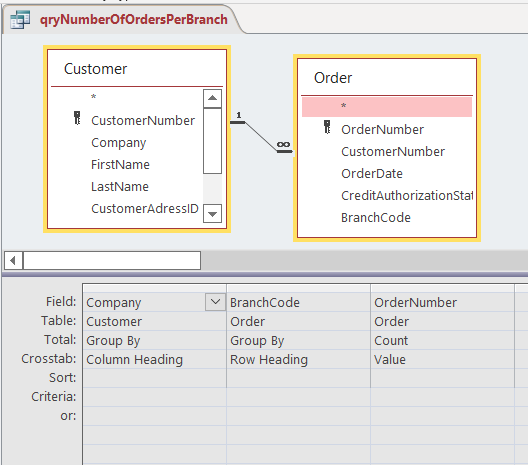 qryNumberOfOrdersPerBranch
Customer
*
CustomerNumber
Company
FirstName
LastName
CustomerAdressID
1
∞
Order
*
OrderNumber
CustomerNumber
OrderDate
CreditAuthorizationStat
BranchCode
Field: Company BranchCode OrderNumber
Table: Customer Order Order
Total: Group By Group By Count
Crosstab: Column Heading Row Heading Value
Sort:
Criteria:
or: